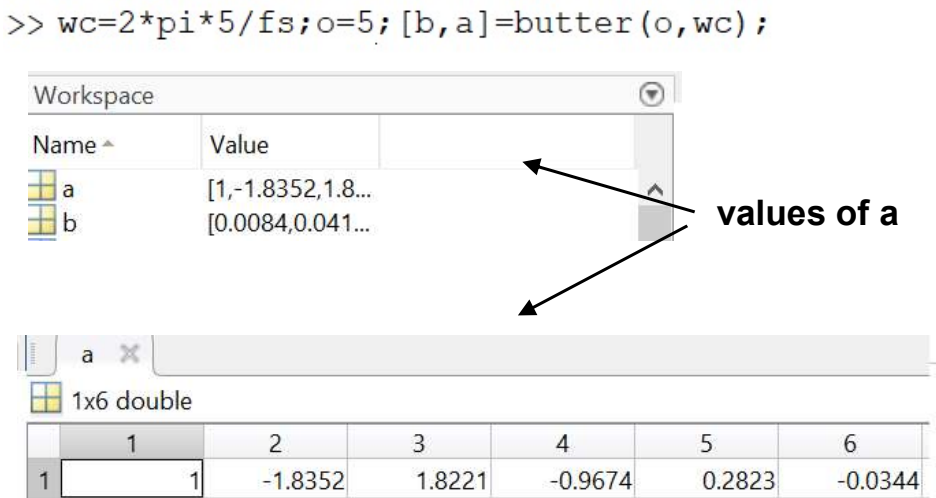 >> wc=2*pi*5/fs;o=5;[b,a]=butter(o,wc);
Workspace
Name Value
a [1,-1.8352,1.8...
b [0.0084,0.041...
values of a
a
1x6 double
1 2 3 4 5 6
1 1 -1.8352 1.8221 -0.9674 0.2823 -0.0344